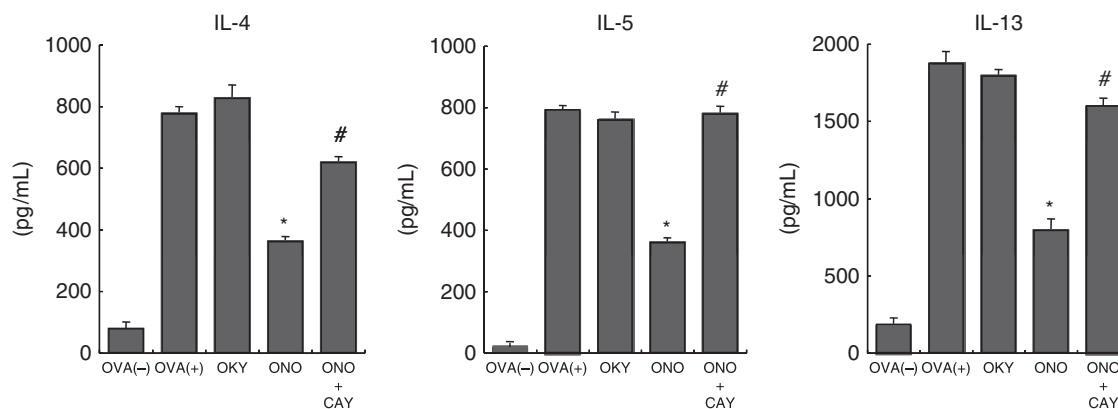 IL-4
1000
800
600
400
200
0
(pg/mL)
*
#
OVA(–) OVA(+) OKY ONO ONO
+
CAY
IL-5
1000
800
600
400
200
0
(pg/mL)
*
#
OVA(–) OVA(+) OKY ONO ONO
+
CAY
IL-13
2000
1500
1000
500
0
(pg/mL)
*
#
OVA(–) OVA(+) OKY ONO ONO
+
CAY